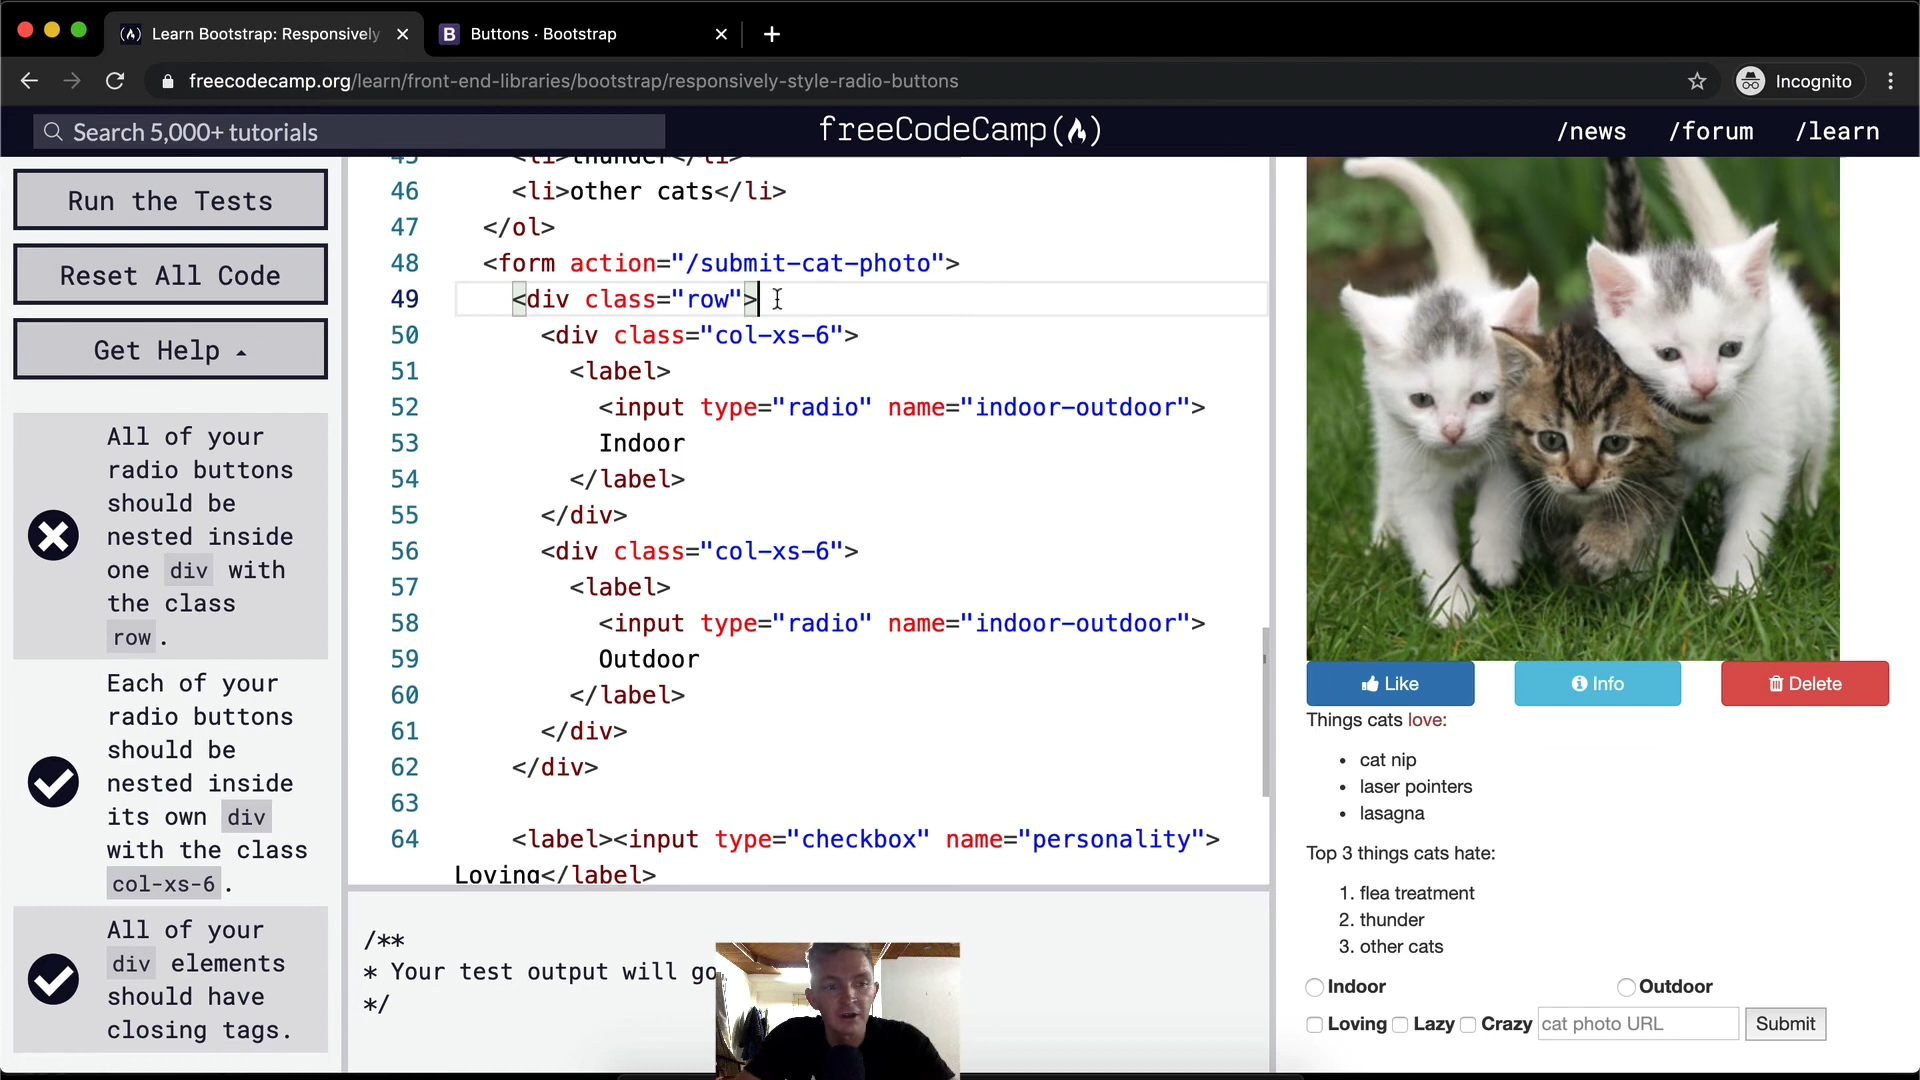 Learn Bootstrap: Responsively
Buttons · Bootstrap
freecodecamp.org/learn/front-end-libraries/bootstrap/responsively-style-radio-buttons
Incognito
Search 5,000+ tutorials
freeCodeCamp
/news /forum /learn
Run the Tests
Reset All Code
Get Help
All of your
radio buttons
should be
nested inside
one div with
the class
row.
Each of your
radio buttons
should be
nested inside
its own div
with the class
col-xs-6.
All of your
div elements
should have
closing tags.
45 <li>thunder</li>
46 <li>other cats</li>
47 </ol>
48 <form action="/submit-cat-photo">
49 <div class="row">
50 <div class="col-xs-6">
51 <label>
52 <input type="radio" name="indoor-outdoor">
53 Indoor
54 </label>
55 </div>
56 <div class="col-xs-6">
57 <label>
58 <input type="radio" name="indoor-outdoor">
59 Outdoor
60 </label>
61 </div>
62 </div>
63
64 <label><input type="checkbox" name="personality">
Loving</label>
/**
* Your test output will go
*/
Like
Info
Delete
Things cats love:
• cat nip
• laser pointers
• lasagna
Top 3 things cats hate:
1. flea treatment
2. thunder
3. other cats
Indoor Outdoor
Loving Lazy Crazy cat photo URL Submit